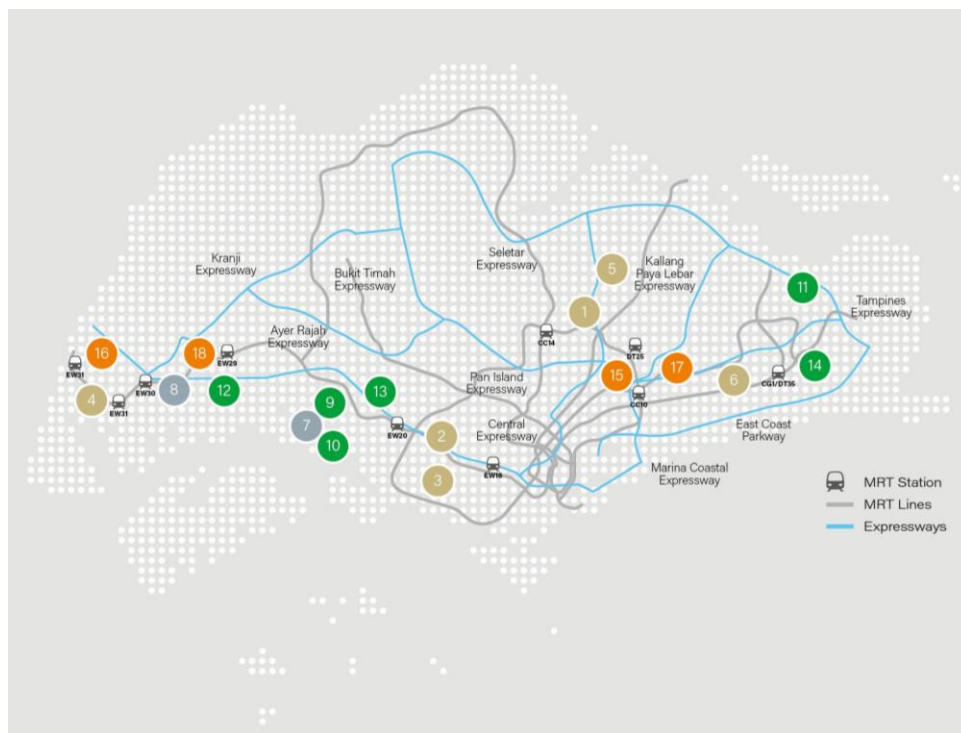 5
Seletar
Expressway
Kallang
Paya Lebar
Expressway
Kranji
Expressway
Bukit Timah
Expressway
11
Tampines
Expressway
1
Ayer Rajah
Expressway
CC14
DT25
16
18
EW29
EW31
15
17
CG1/DT35
14
6
Pan Island
Expressway
EW30
8
12
13
CC10
4
EW31
9
7
10
EW20
2
Central
Expressway
East Coast
Parkway
EW18
3
Marina Coastal
Expressway
MRT Station
MRT Lines
Expressways